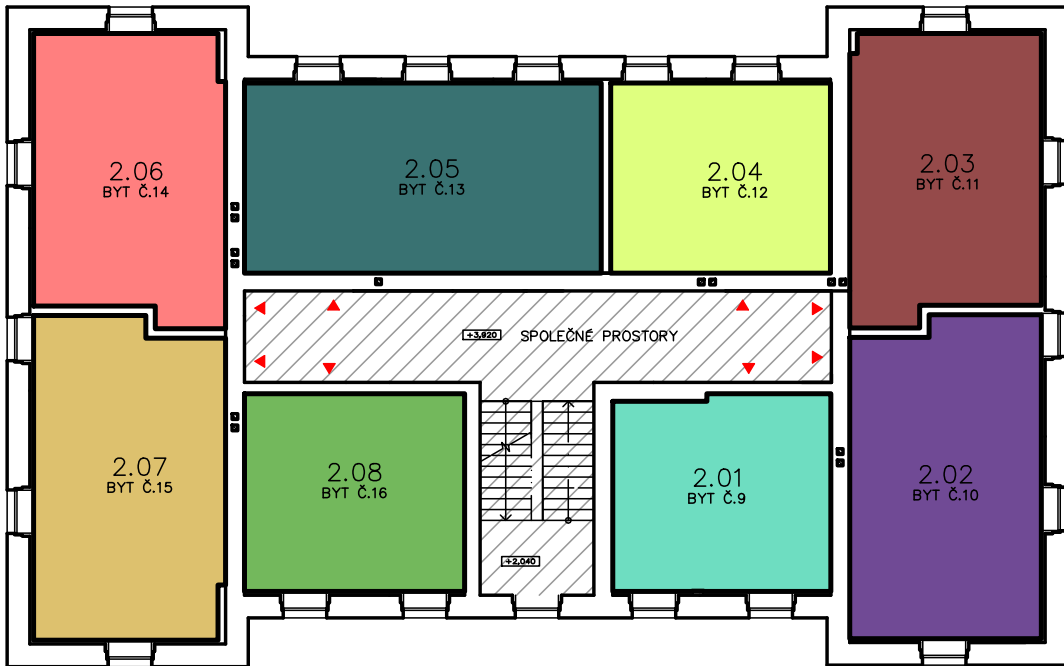 2.06
BYT Č.14
2.05
BYT Č.13
2.04
BYT Č.12
2.03
BYT Č.11
+3,920 SPOLEČNÉ PROSTORY
2.07
BYT Č.15
2.08
BYT Č.16
N
2.01
BYT Č.9
2.02
BYT Č.10
+2,040